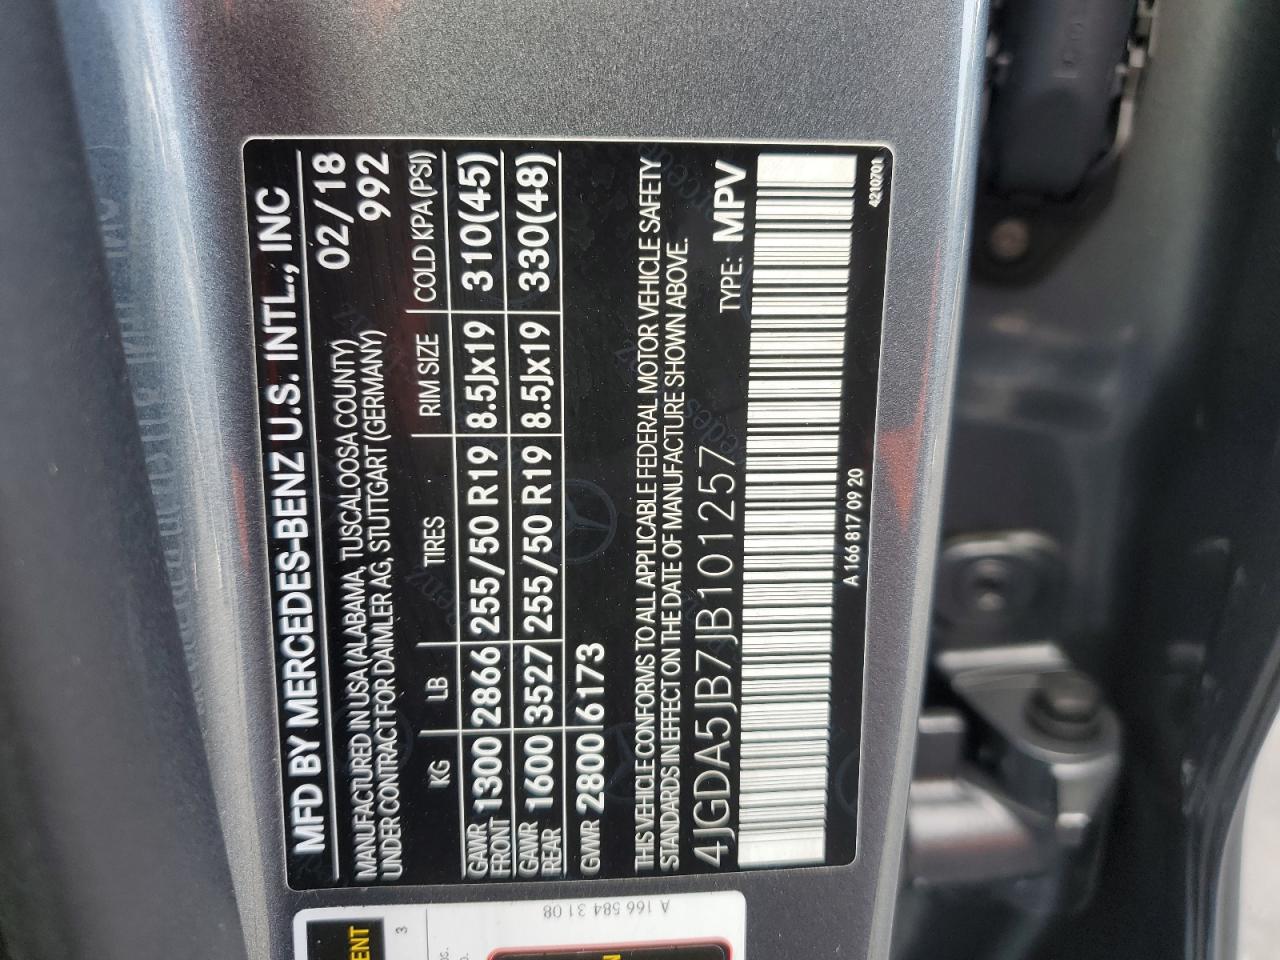 MFD BY MERCEDES-BENZ U.S. INTL., INC
MANUFACTURED IN USA (ALABAMA, TUSCALOOSA COUNTY) 02/18
UNDER CONTRACT FOR DAIMLER AG, STUTTGART (GERMANY) 992
KG LB TIRES RIM SIZE COLD KPA (PSI)
GAWR FRONT 1300 2866 255/50 R19 8.5Jx19 310(45)
GAWR REAR 1600 3527 255/50 R19 8.5Jx19 330(48)
GVWR 2800 6173
THIS VEHICLE CONFORMS TO ALL APPLICABLE FEDERAL MOTOR VEHICLE SAFETY
STANDARDS IN EFFECT ON THE DATE OF MANUFACTURE SHOWN ABOVE.
4JGDA5JB7JB101257 TYPE: MPV
A 166 817 09 20
4210701
A 166 584 31 08
3